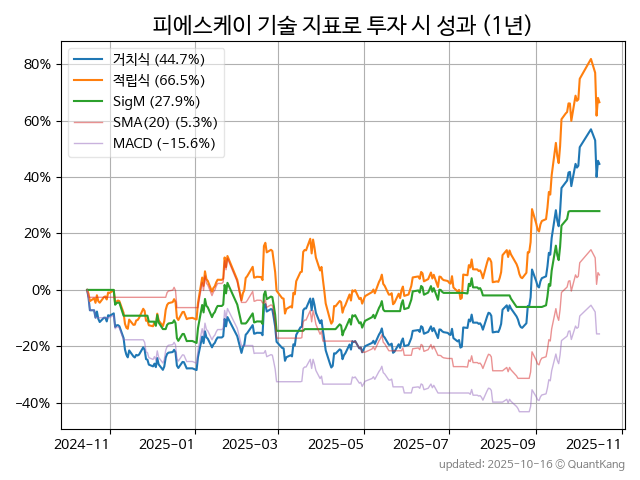 피에스케이 기술 지표로 투자 시 성과 (1년)
거치식 (44.7%)
적립식 (66.5%)
SigM (27.9%)
SMA(20) (5.3%)
MACD (−15.6%)
80%
60%
40%
20%
0%
−20%
−40%
2024−11 2025−01 2025−03 2025−05 2025−07 2025−09 2025−11
updated: 2025-10-16 © QuantKang